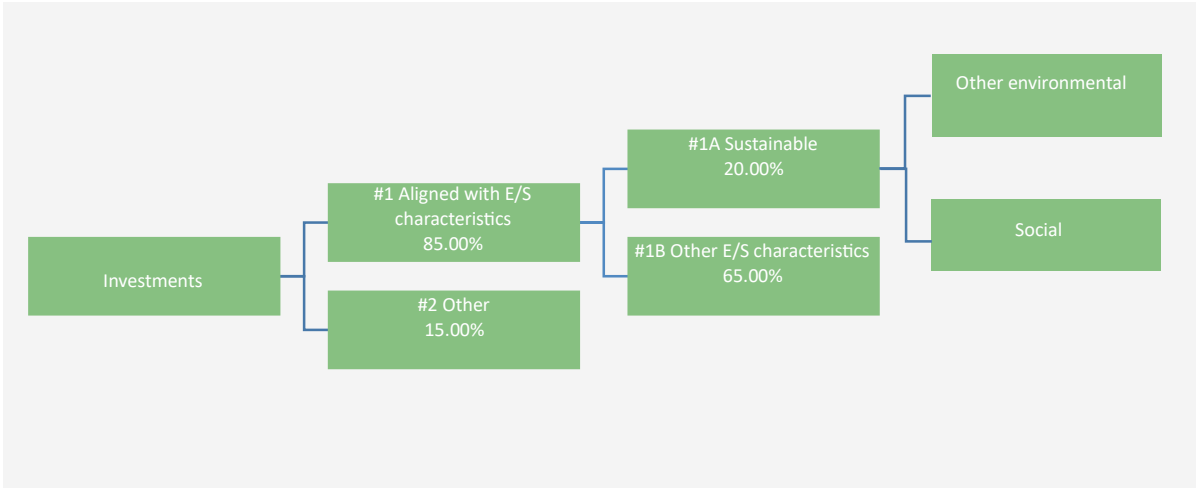 Investments
#1 Aligned with E/S
characteristics
85.00%
#2 Other
15.00%
#1A Sustainable
20.00%
#1B Other E/S characteristics
65.00%
Other environmental
Social